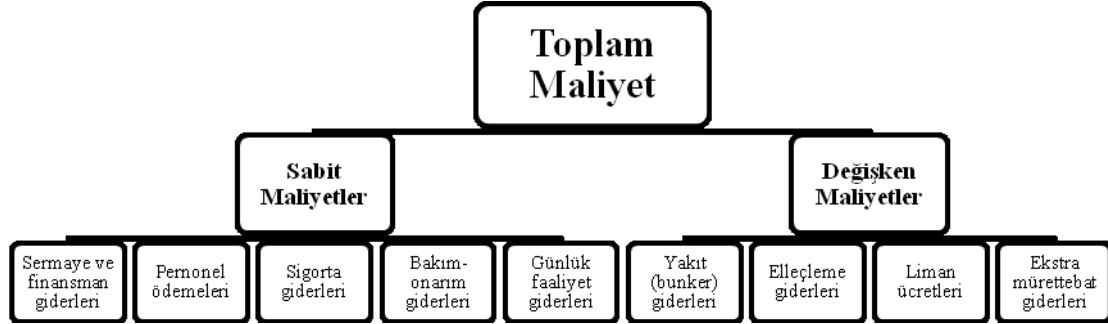 Toplam
Maliyet
Sabit
Maliyetler
Değişken
Maliyetler
Sermaye ve
finansman
giderleri
Personel
ödemeleri
Sigorta
giderleri
Bakım-
onarım
giderleri
Günlük
faaliyet
giderleri
Yakıt
(bunker)
giderleri
Elleçleme
giderleri
Liman
ücretleri
Ekstra
mürettebat
giderleri